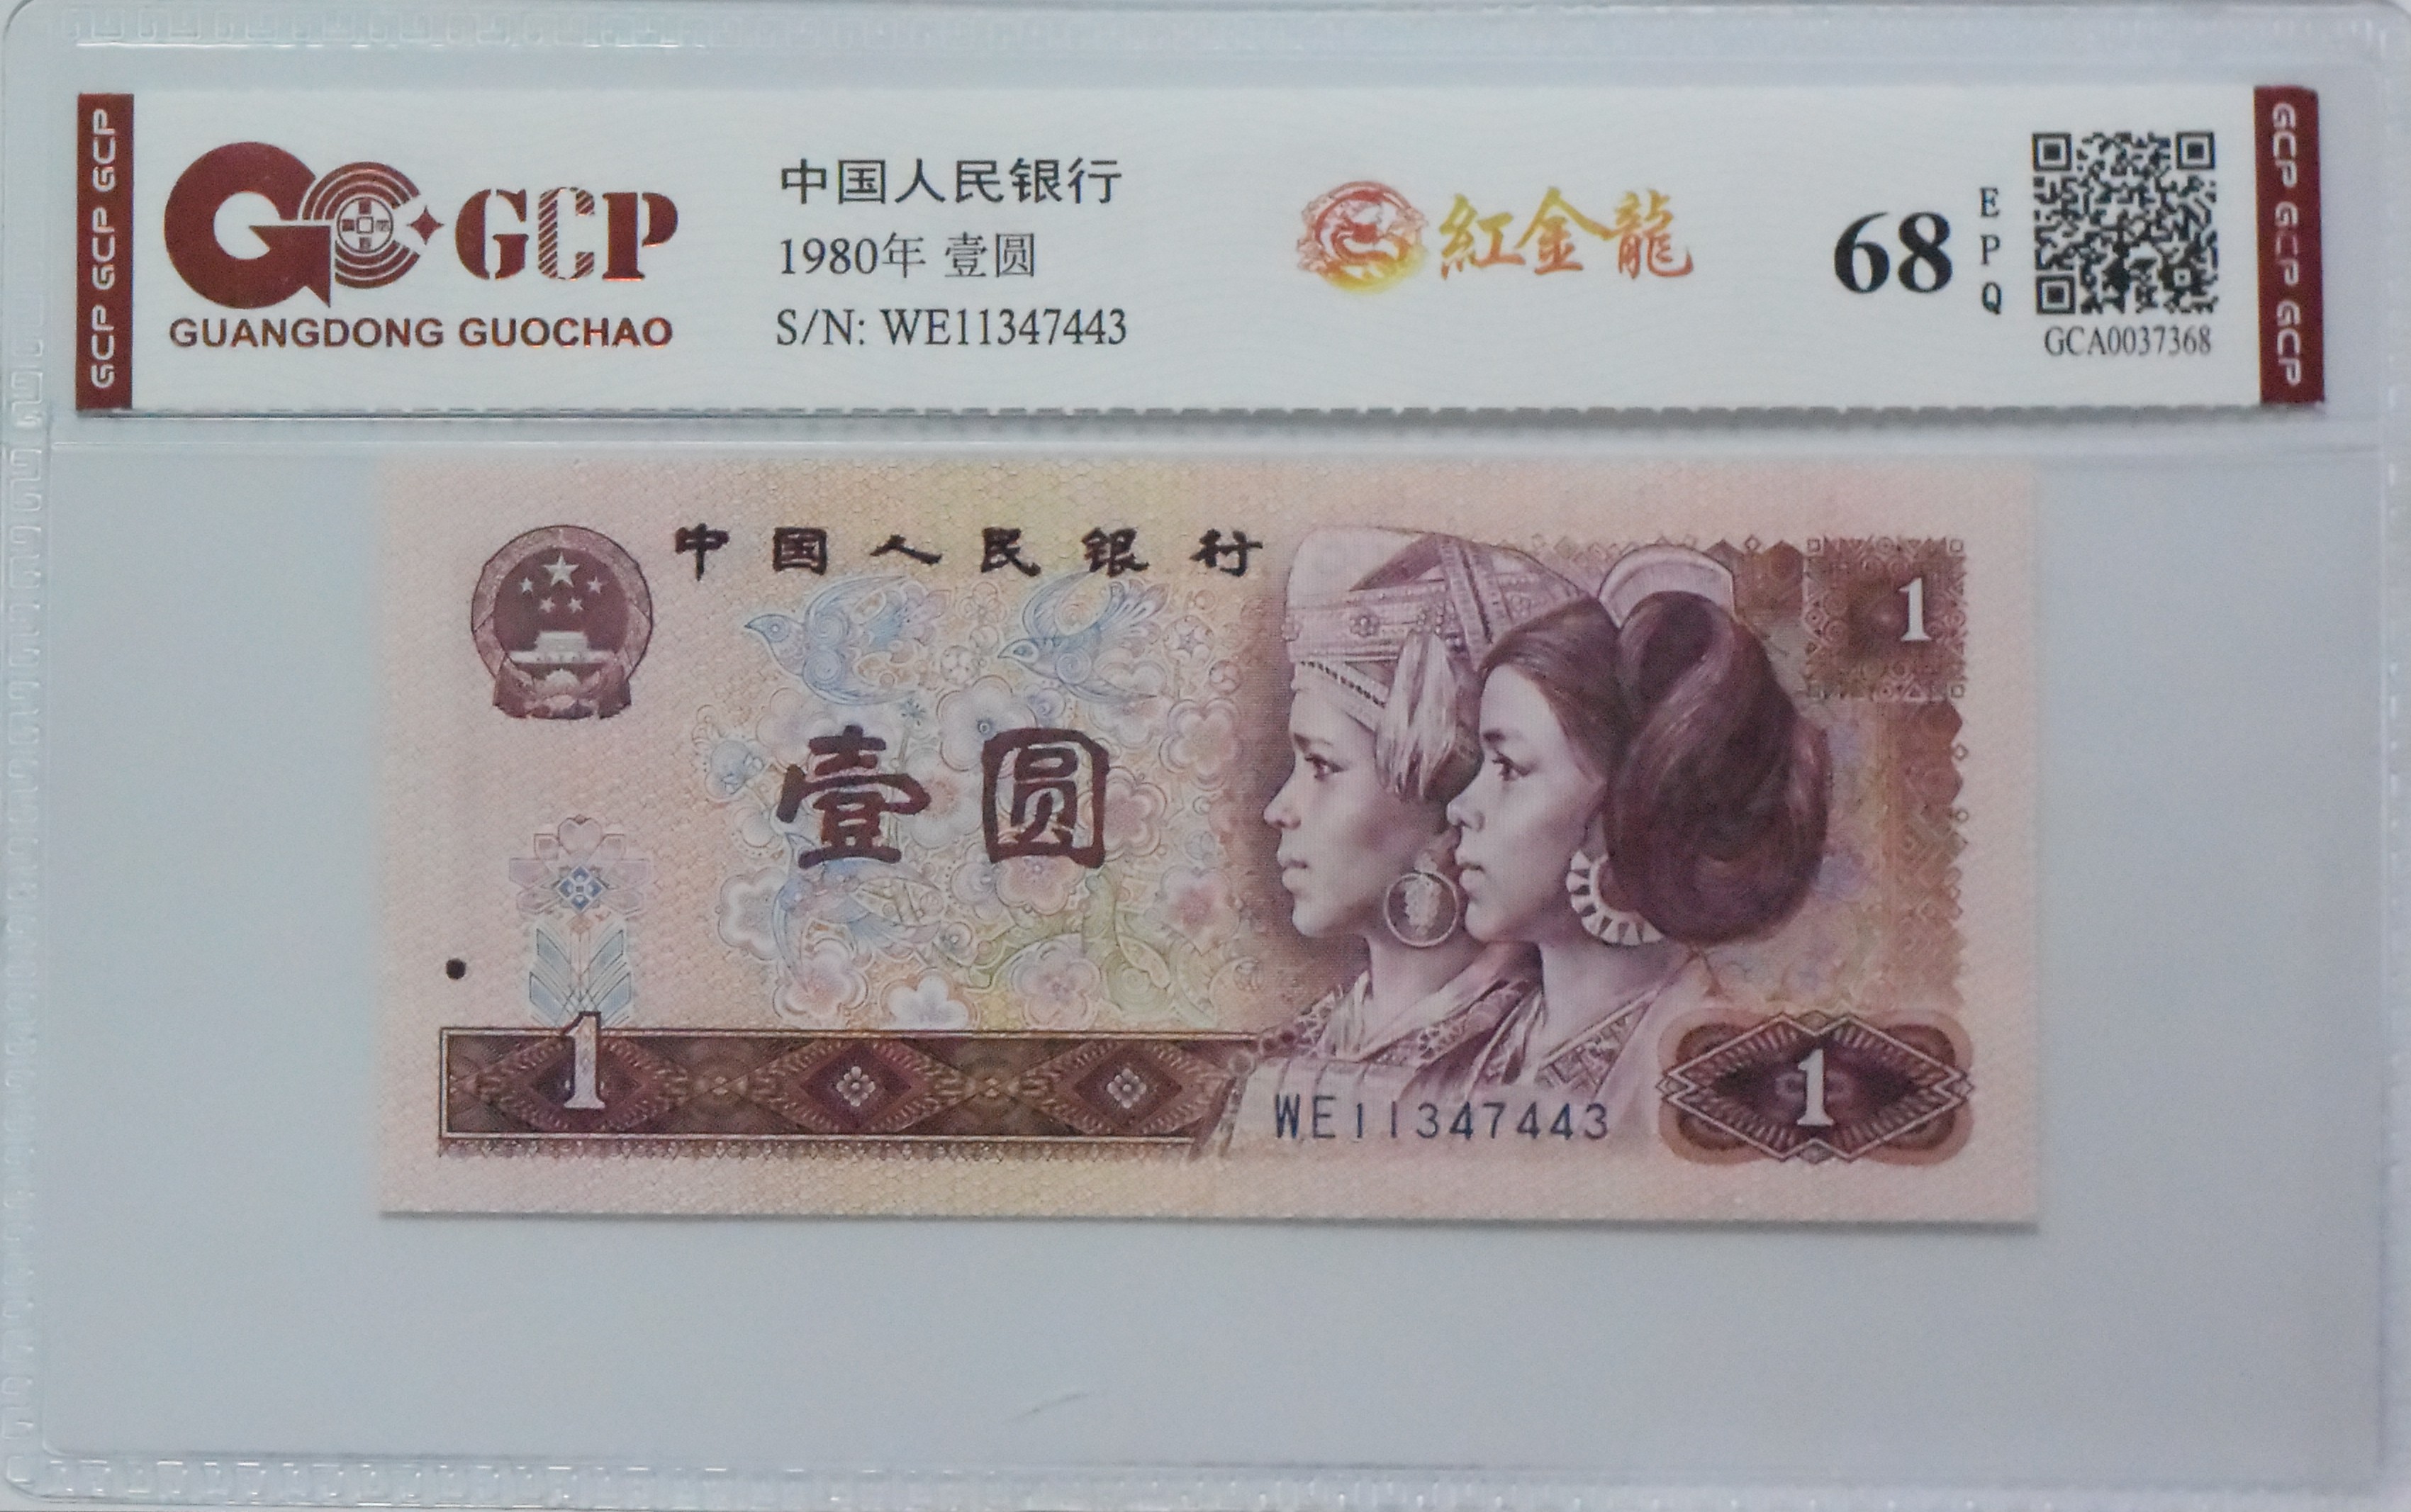 GCP GCP GCP
GCP
GUANGDONG GUOCHAO
中国人民银行
1980年 壹圆
S/N: WE11347443
紅金龍
68
E
P
Q
GCA0037368
GCP GCP GCP
中国人民银行
1
壹圆
1
WE11347443
1